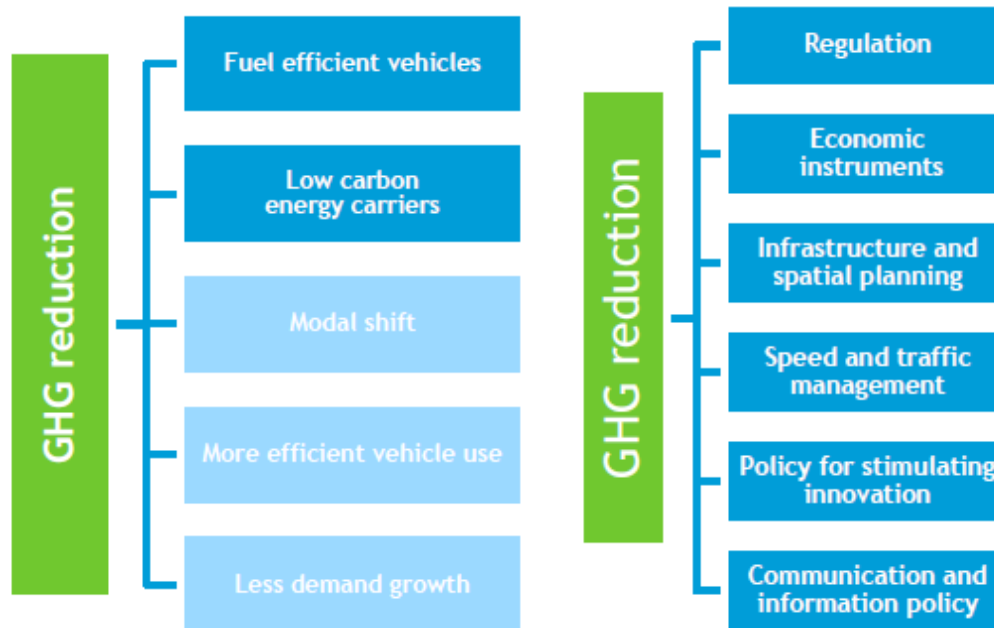 GHG reduction
Fuel efficient vehicles
Low carbon
energy carriers
Modal shift
More efficient vehicle use
Less demand growth
GHG reduction
Regulation
Economic
instruments
Infrastructure and
spatial planning
Speed and traffic
management
Policy for stimulating
innovation
Communication and
information policy